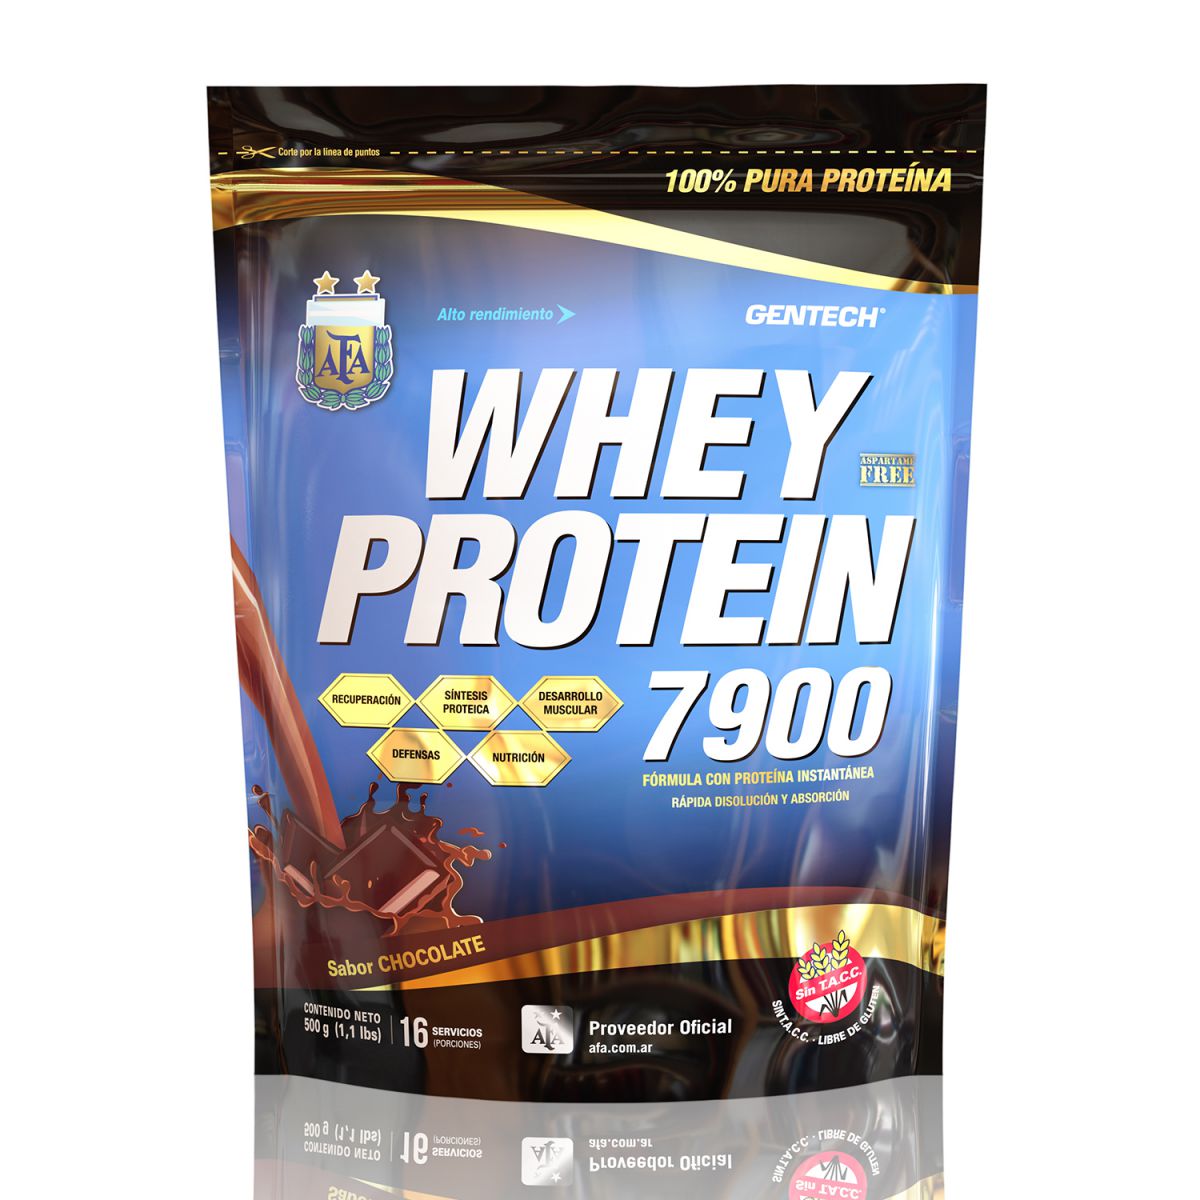 Corte por la línea de puntos
100% PURA PROTEÍNA
AFA
Alto rendimiento
GENTECH®
WHEY
PROTEIN
7900
ASPARTAME
FREE
RECUPERACIÓN
SÍNTESIS
PROTEICA
DESARROLLO
MUSCULAR
DEFENSAS
NUTRICIÓN
FÓRMULA CON PROTEÍNA INSTANTÁNEA
RÁPIDA DISOLUCIÓN Y ABSORCIÓN
Sabor CHOCOLATE
CONTENIDO NETO
500 g (1,1 lbs)
16 SERVICIOS
(PORCIONES)
AFA
Proveedor Oficial
afa.com.ar
Sin T.A.C.C.
SIN T.A.C.C. · LIBRE DE GLUTEN